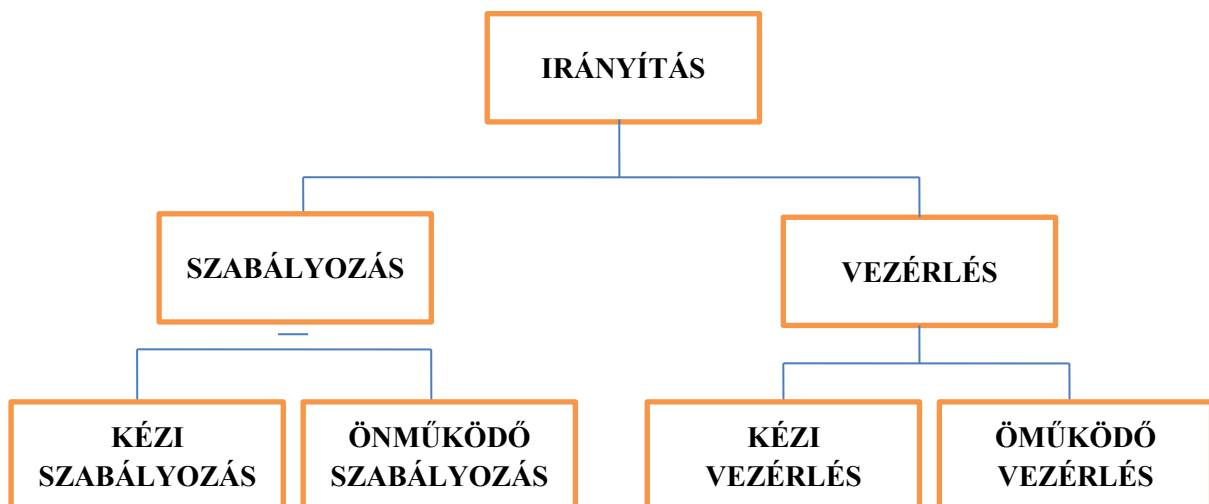 IRÁNYÍTÁS
SZABÁLYOZÁS
VEZÉRLÉS
KÉZI
SZABÁLYOZÁS
ÖNMŰKÖDŐ
SZABÁLYOZÁS
KÉZI
VEZÉRLÉS
ÖMŰKÖDŐ
VEZÉRLÉS